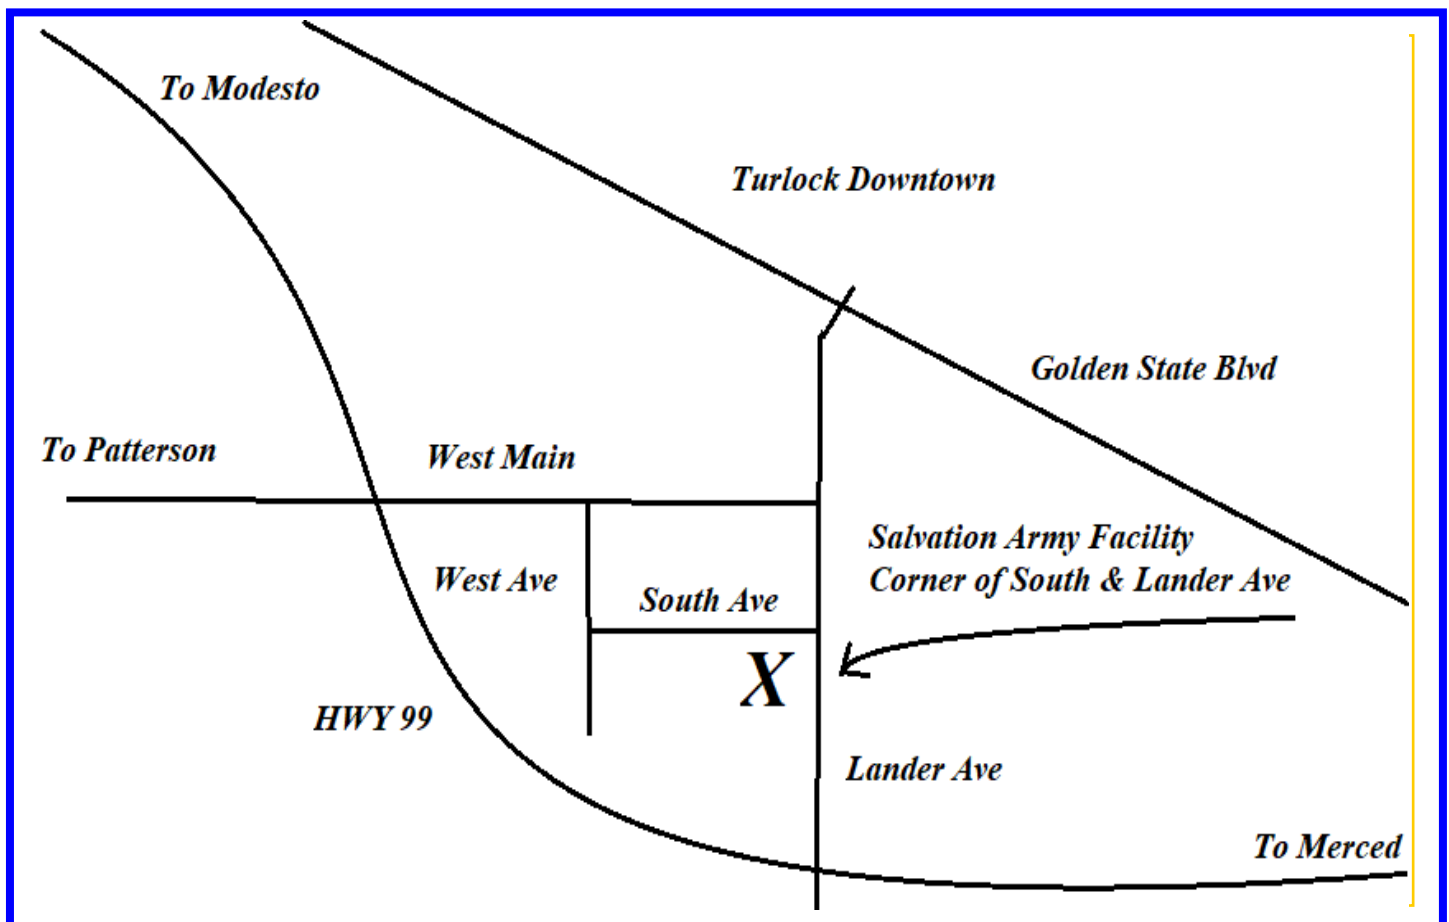 To Modesto
Turlock Downtown
Golden State Blvd
To Patterson
West Main
Salvation Army Facility
Corner of South & Lander Ave
West Ave
South Ave
X
HWY 99
Lander Ave
To Merced